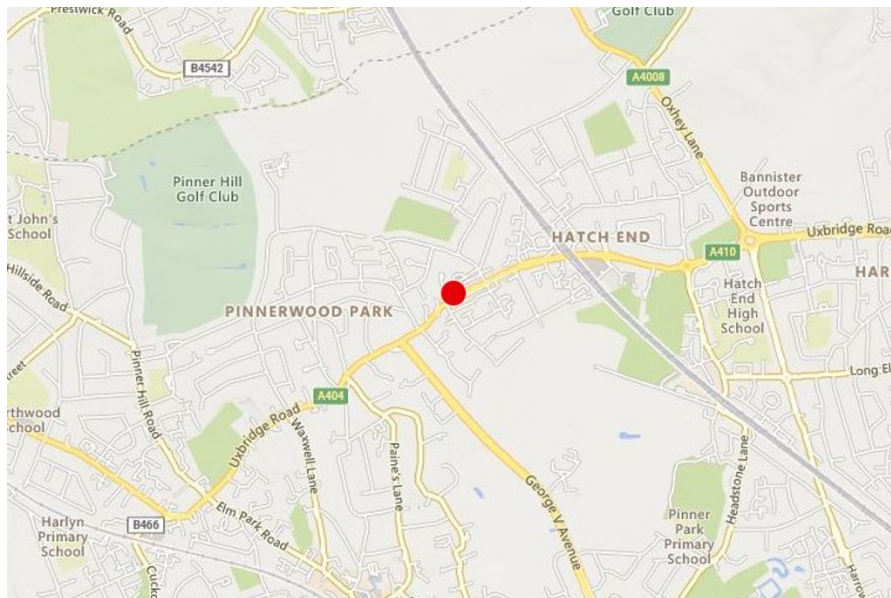 Prestwick Road
Golf Club
B4542
A4008
Oxhey Lane
Pinner Hill
Golf Club
Bannister
Outdoor
Sports
Centre
t John's
School
HATCH END
Uxbridge Road
A410
HAR
Hillside Road
Hatch
End
High
School
PINNERWOOD PARK
Pinner Hill Road
Street
Long El
A404
rthwood
School
Uxbridge Road
Waxwell Lane
Paine's Lane
George V Avenue
Headstone Lane
Elm Park Road
B466
Harlyn
Primary
School
Pinner
Park
Primary
School
Cucko
Harrow